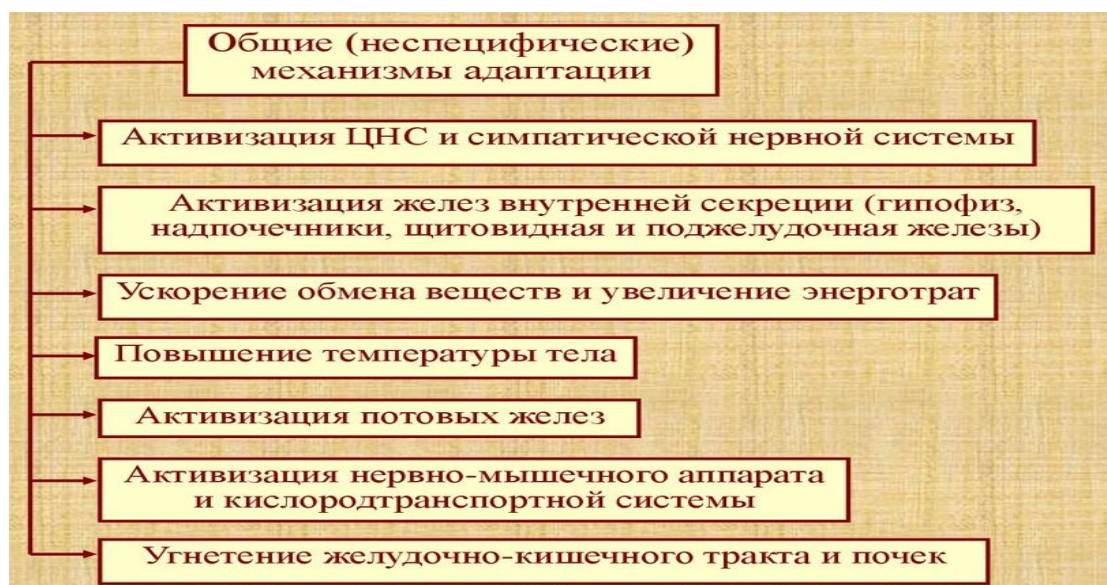 Общие (неспецифические)
механизмы адаптации
Активизация ЦНС и симпатической нервной системы
Активизация желез внутренней секреции (гипофиз,
надпочечники, щитовидная и поджелудочная железы)
Ускорение обмена веществ и увеличение энерготрат
Повышение температуры тела
Активизация потовых желез
Активизация нервно-мышечного аппарата
и кислородтранспортной системы
Угнетение желудочно-кишечного тракта и почек